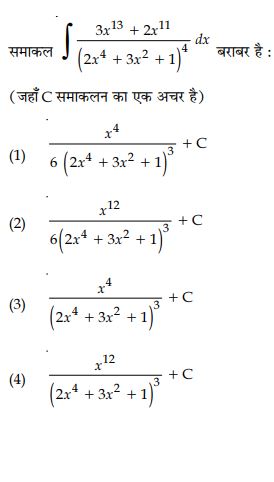 समाकल ∫ (3x¹³ + 2x¹¹) / (2x⁴ + 3x² + 1)⁴ dx बराबर है :
(जहाँ C समाकलन का एक अचर है)
(1) x⁴ / 6 (2x⁴ + 3x² + 1)³ + C
(2) x¹² / 6(2x⁴ + 3x² + 1)³ + C
(3) x⁴ / (2x⁴ + 3x² + 1)³ + C
(4) x¹² / (2x⁴ + 3x² + 1)³ + C